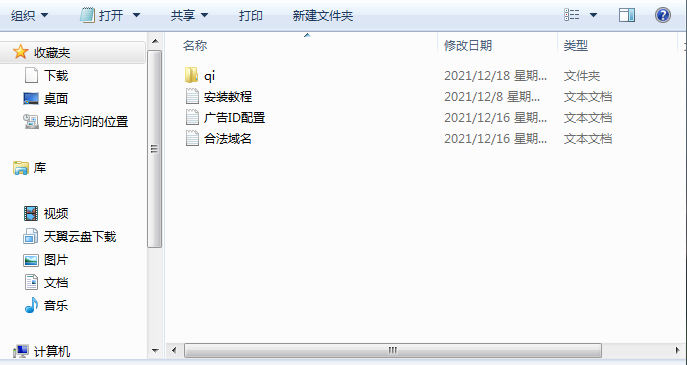 组织 打开 共享 打印 新建文件夹
收藏夹
下载
桌面
最近访问的位置
库
视频
天翼云盘下载
图片
文档
音乐
计算机
名称 修改日期 类型
qi 2021/12/18 星期... 文件夹
安装教程 2021/12/8 星期... 文本文档
广告ID配置 2021/12/16 星期... 文本文档
合法域名 2021/12/16 星期... 文本文档